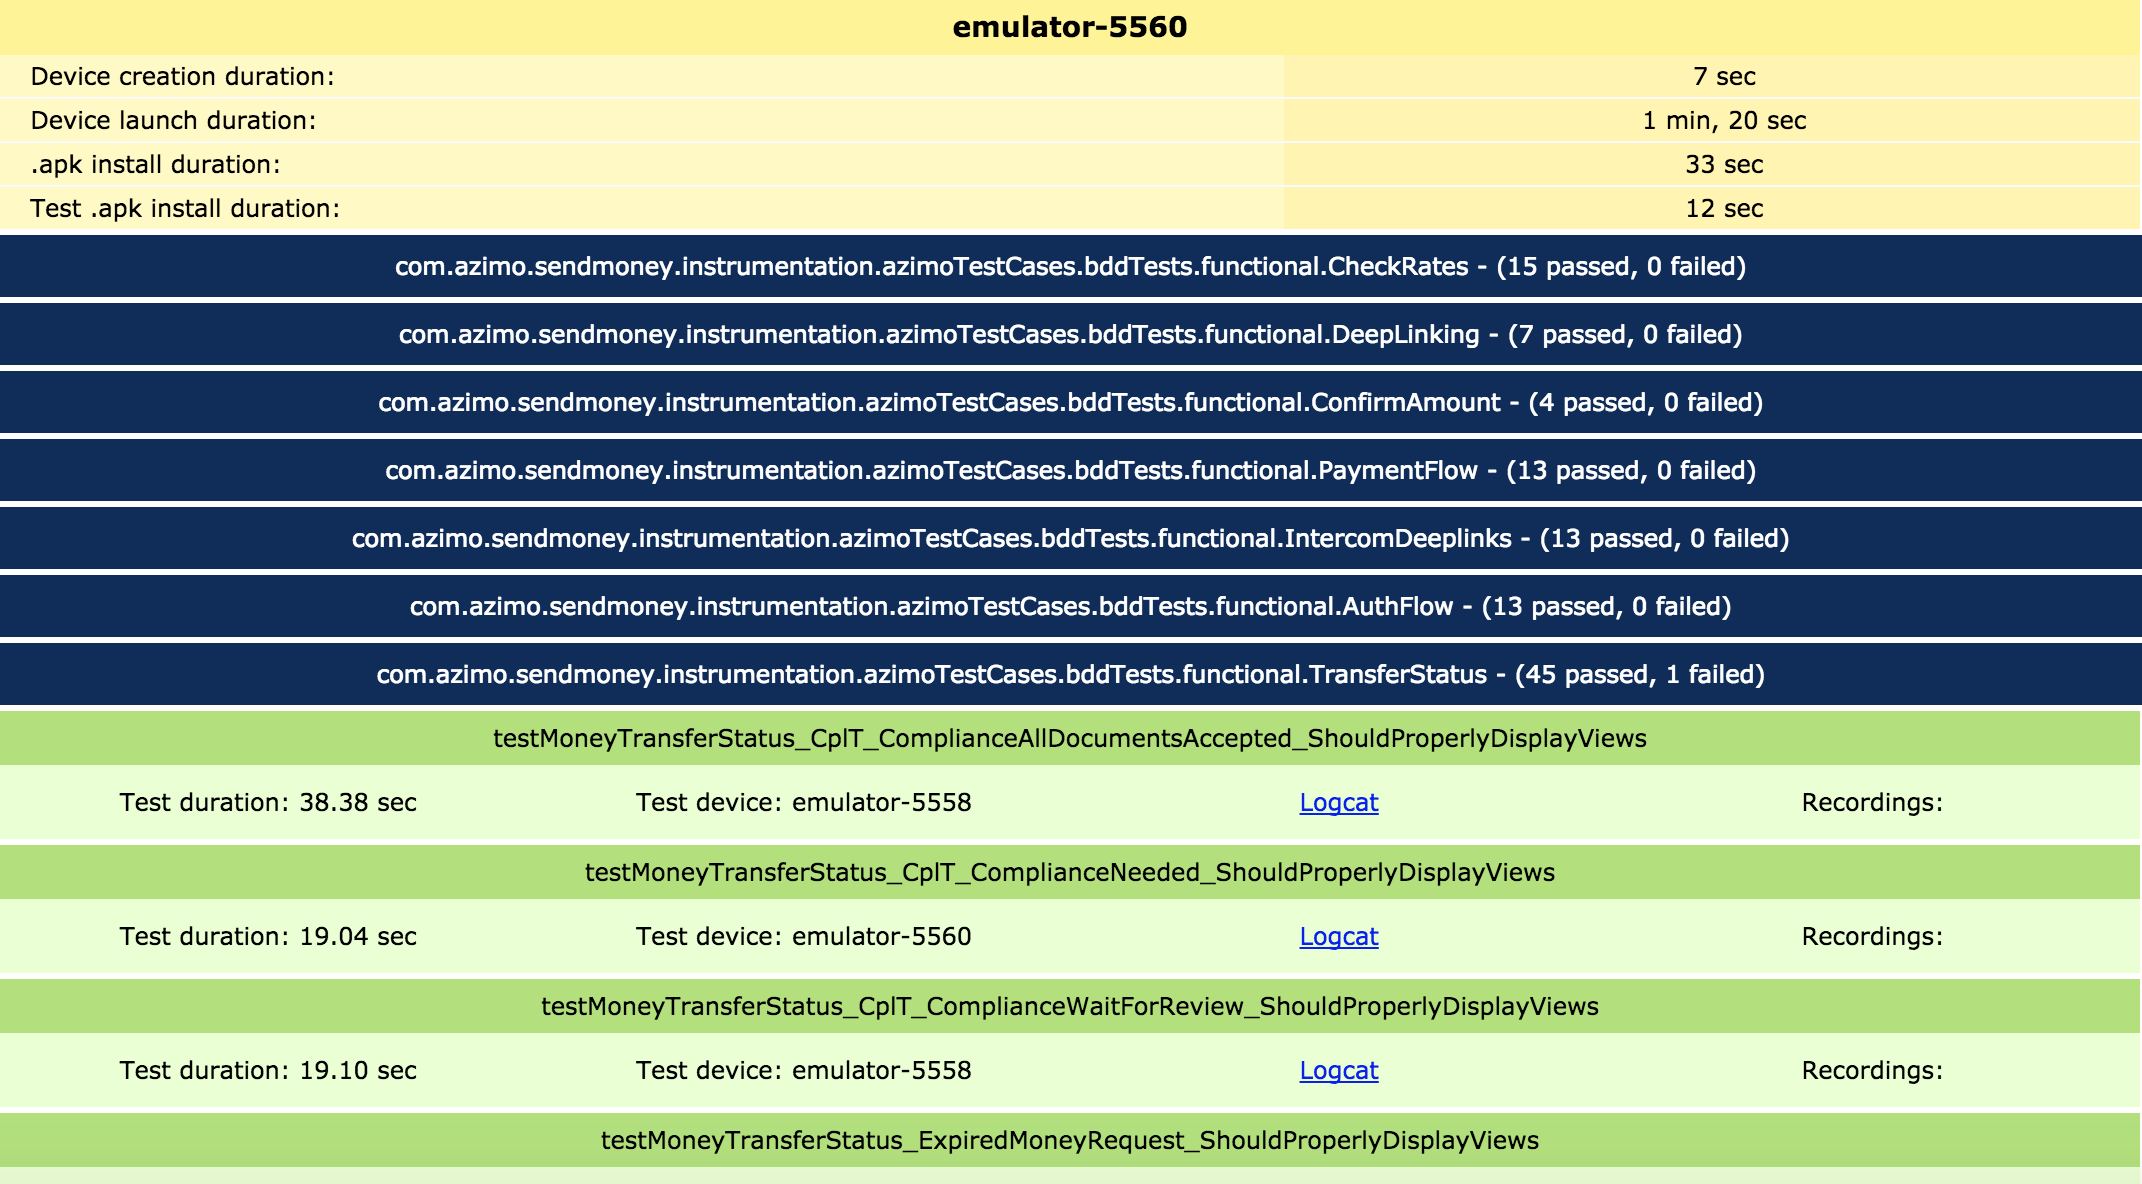 emulator-5560
Device creation duration: 7 sec
Device launch duration: 1 min, 20 sec
.apk install duration: 33 sec
Test .apk install duration: 12 sec
com.azimo.sendmoney.instrumentation.azimoTestCases.bddTests.functional.CheckRates - (15 passed, 0 failed)
com.azimo.sendmoney.instrumentation.azimoTestCases.bddTests.functional.DeepLinking - (7 passed, 0 failed)
com.azimo.sendmoney.instrumentation.azimoTestCases.bddTests.functional.ConfirmAmount - (4 passed, 0 failed)
com.azimo.sendmoney.instrumentation.azimoTestCases.bddTests.functional.PaymentFlow - (13 passed, 0 failed)
com.azimo.sendmoney.instrumentation.azimoTestCases.bddTests.functional.IntercomDeeplinks - (13 passed, 0 failed)
com.azimo.sendmoney.instrumentation.azimoTestCases.bddTests.functional.AuthFlow - (13 passed, 0 failed)
com.azimo.sendmoney.instrumentation.azimoTestCases.bddTests.functional.TransferStatus - (45 passed, 1 failed)
testMoneyTransferStatus_CplT_ComplianceAllDocumentsAccepted_ShouldProperlyDisplayViews
Test duration: 38.38 sec Test device: emulator-5558 Logcat Recordings:
testMoneyTransferStatus_CplT_ComplianceNeeded_ShouldProperlyDisplayViews
Test duration: 19.04 sec Test device: emulator-5560 Logcat Recordings:
testMoneyTransferStatus_CplT_ComplianceWaitForReview_ShouldProperlyDisplayViews
Test duration: 19.10 sec Test device: emulator-5558 Logcat Recordings:
testMoneyTransferStatus_ExpiredMoneyRequest_ShouldProperlyDisplayViews